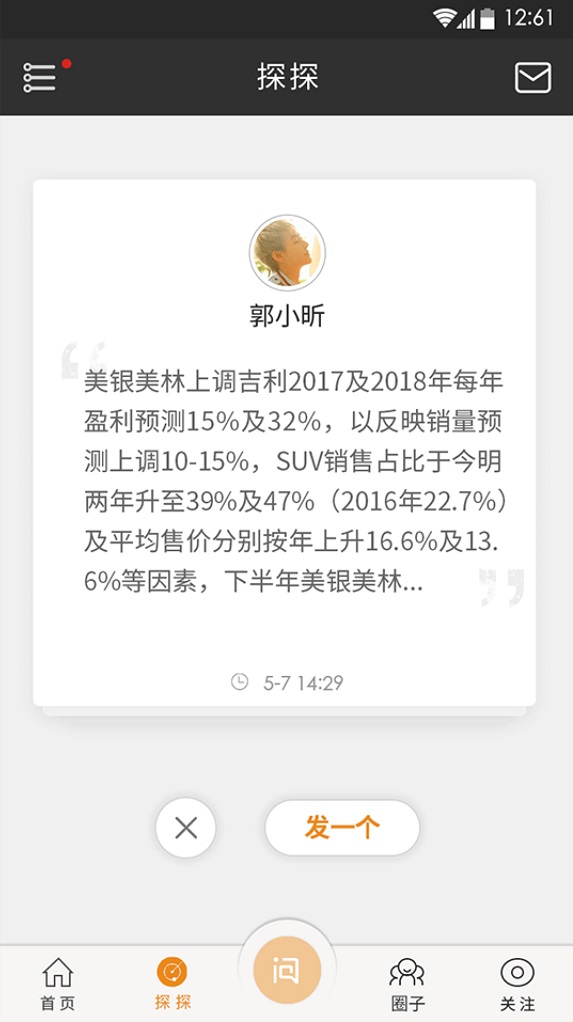 12:61
探探
郭小昕
美银美林上调吉利2017及2018年每年
盈利预测15%及32%，以反映销量预
测上调10-15%，SUV销售占比于今明
两年升至39%及47%（2016年22.7%）
及平均售价分别按年上升16.6%及13.
6%等因素，下半年美银美林...
5-7 14:29
发一个
问
首页
探探
圈子
关注